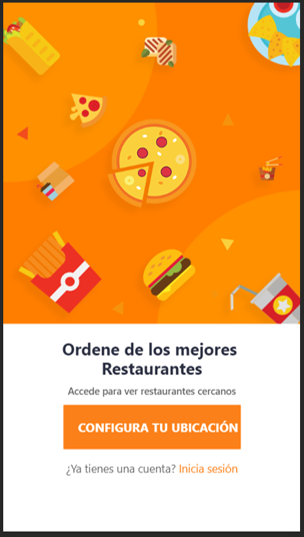 Ordene de los mejores
Restaurantes
Accede para ver restaurantes cercanos
CONFIGURA TU UBICACIÓN
¿Ya tienes una cuenta? Inicia sesión